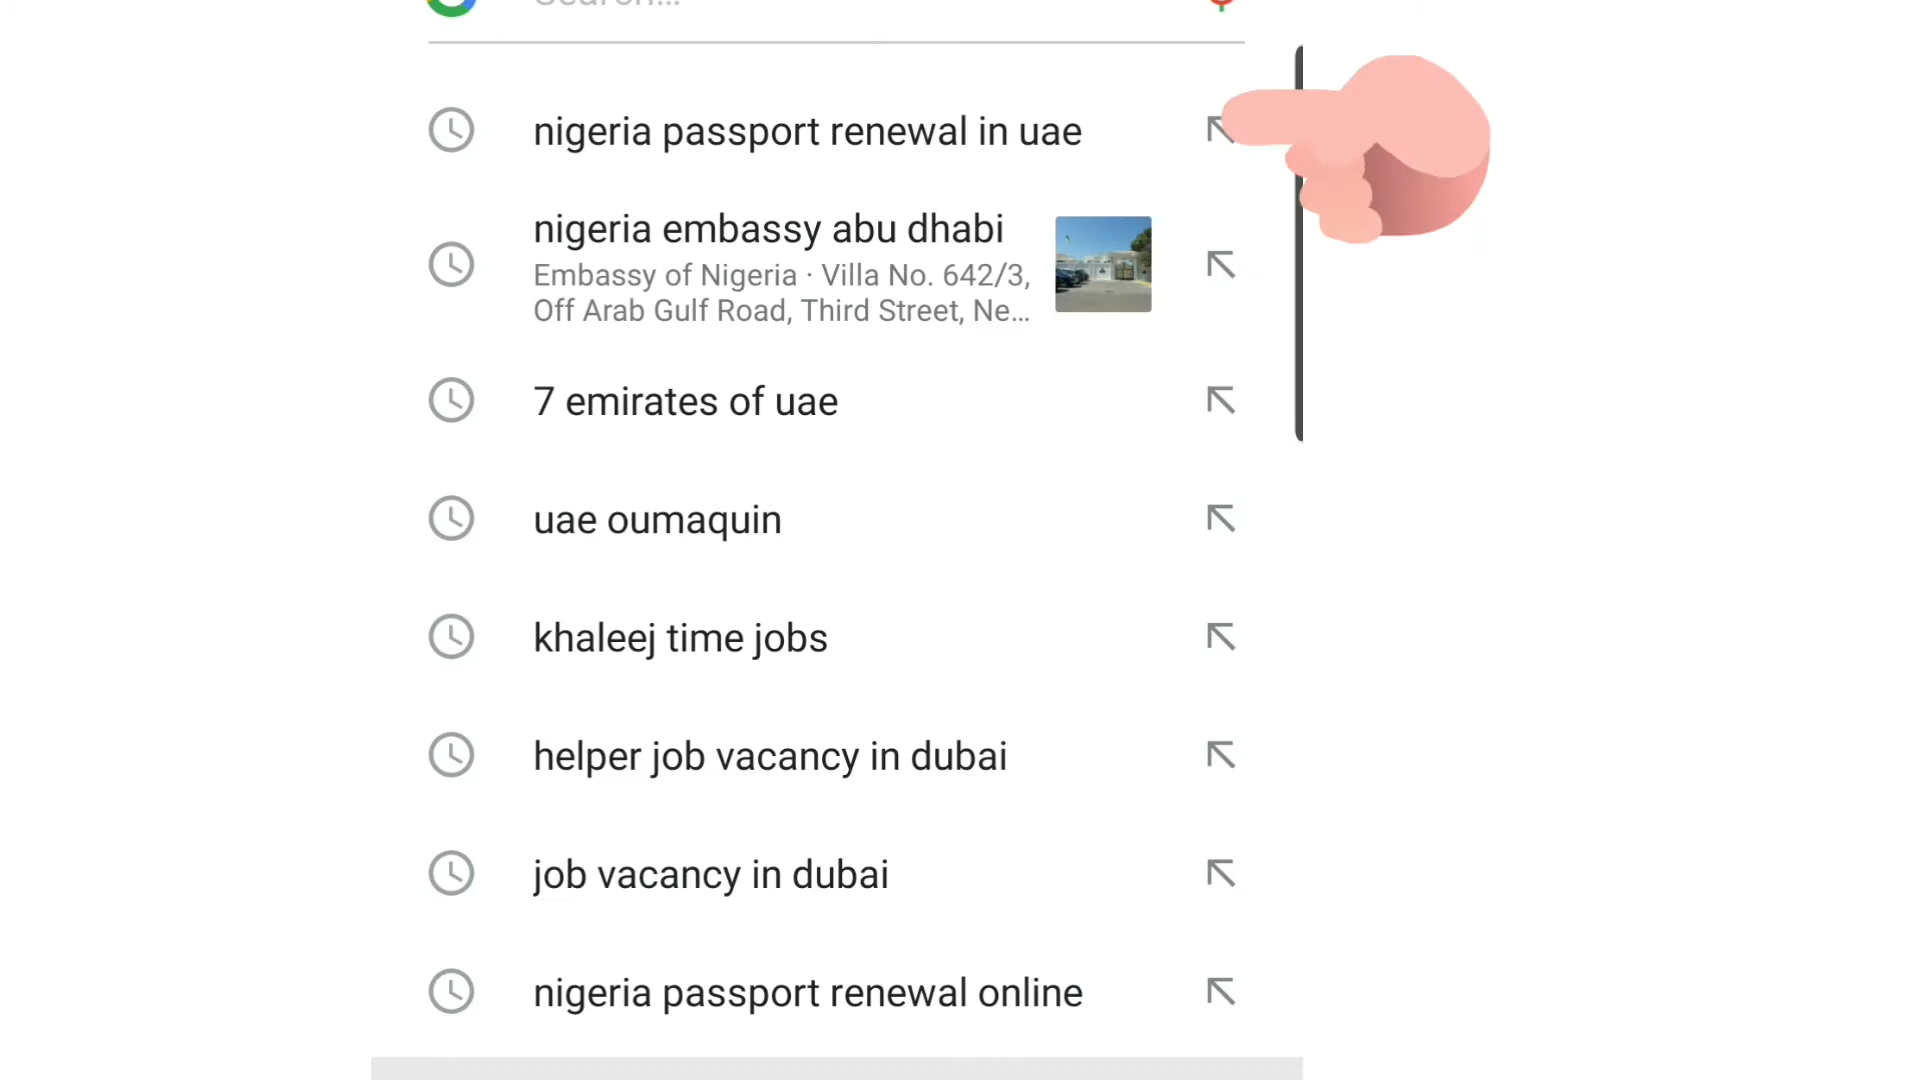 Search...
nigeria passport renewal in uae
nigeria embassy abu dhabi
Embassy of Nigeria · Villa No. 642/3,
Off Arab Gulf Road, Third Street, Ne...
7 emirates of uae
uae oumaquin
khaleej time jobs
helper job vacancy in dubai
job vacancy in dubai
nigeria passport renewal online